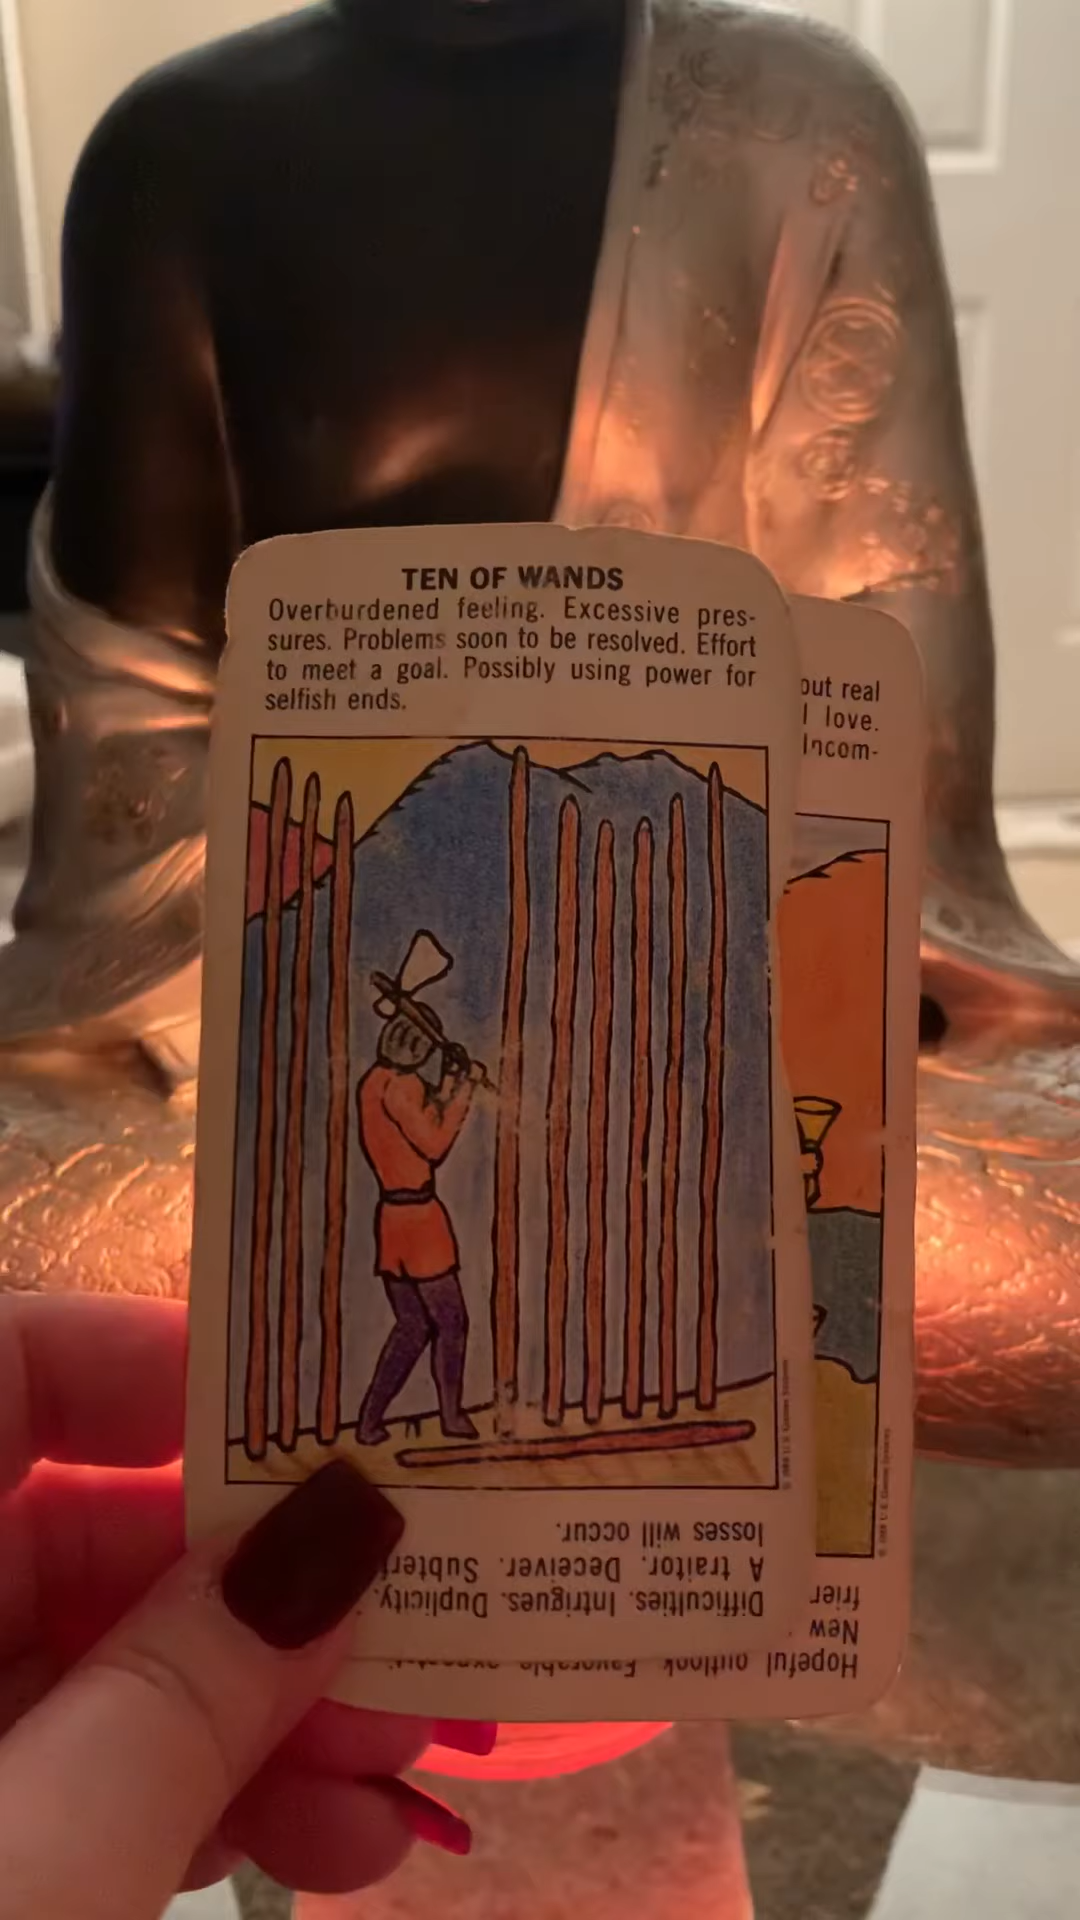 TEN OF WANDS
Overburdened feeling. Excessive pres-
sures. Problems soon to be resolved. Effort
to meet a goal. Possibly using power for
selfish ends.
out real
love.
Incom-
Difficulties. Intrigues. Duplicity.
A traitor. Deceiver. Subterf
losses will occur.
Hopeful outlook. Favorable
New
frier